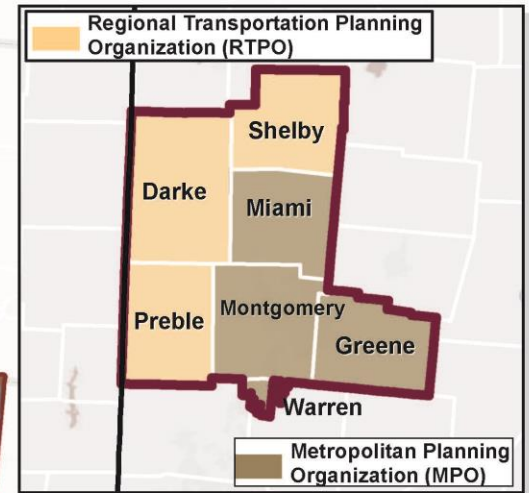 Regional Transportation Planning
Organization (RTPO)
Shelby
Darke
Miami
Montgomery
Preble
Greene
Warren
Metropolitan Planning
Organization (MPO)